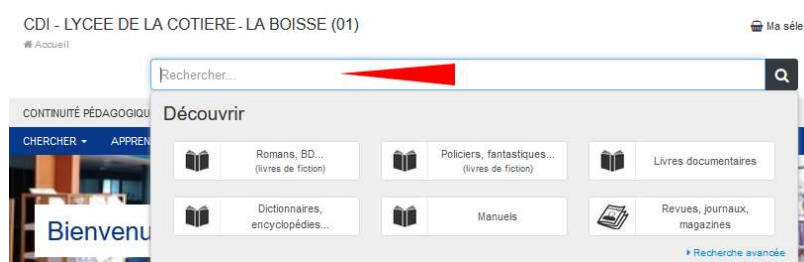 CDI - LYCEE DE LA COTIERE - LA BOISSE (01)
Ma séle
Accueil
Rechercher...
CONTINUITÉ PÉDAGOGIQU
Découvrir
CHERCHER
APPREN
Romans, BD...
(livres de fiction)
Policiers, fantastiques...
(livres de fiction)
Livres documentaires
Dictionnaires,
encyclopédies...
Manuels
Revues, journaux,
magazines
Bienvenu
Recherche avancée